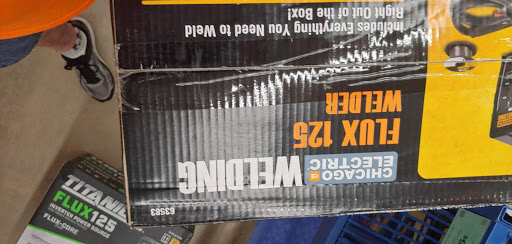 63583
CHICAGO
ELECTRIC
WELDING
FLUX 125
WELDER
Includes Everything You Need to Weld
Right Out of the Box!
TITANIUM
FLUX125
INVERTER POWER SOURCE
FLUX-CORE